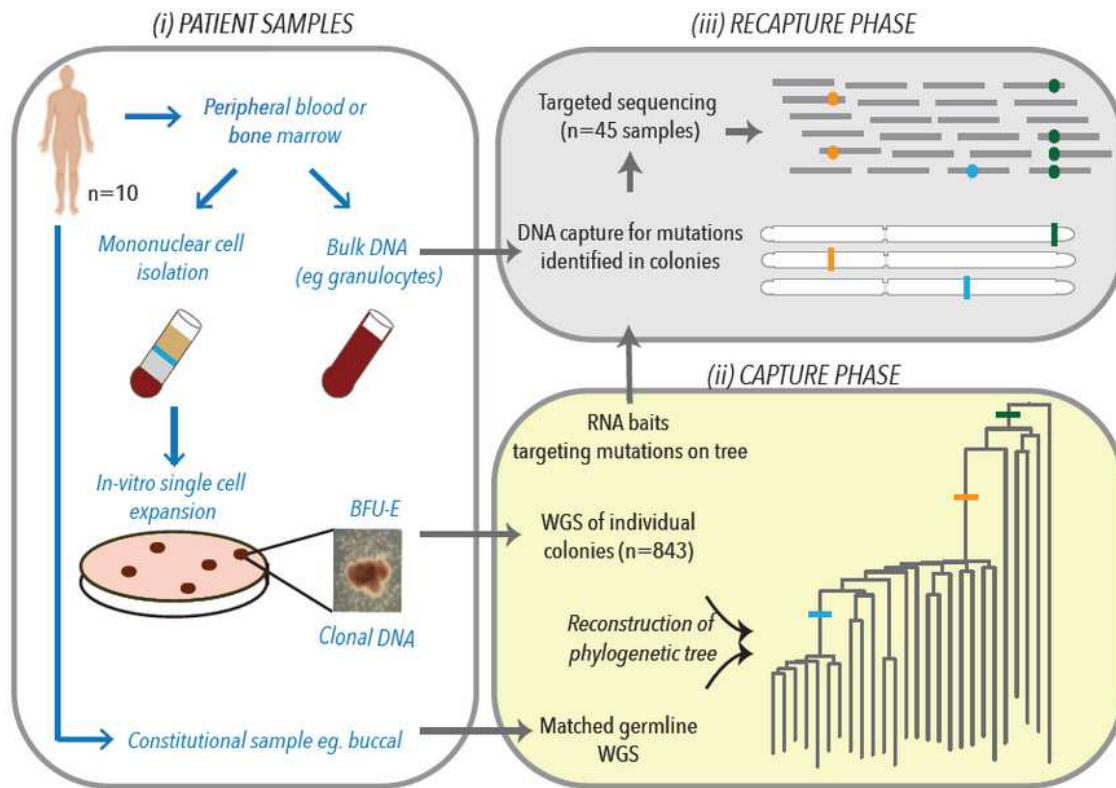 (i) PATIENT SAMPLES
Peripheral blood or
bone marrow
n=10
Mononuclear cell
isolation
Bulk DNA
(eg granulocytes)
In-vitro single cell
expansion
BFU-E
Clonal DNA
Constitutional sample eg. buccal
(iii) RECAPTURE PHASE
Targeted sequencing
(n=45 samples)
DNA capture for mutations
identified in colonies
(ii) CAPTURE PHASE
RNA baits
targeting mutations on tree
WGS of individual
colonies (n=843)
Reconstruction of
phylogenetic tree
Matched germline
WGS